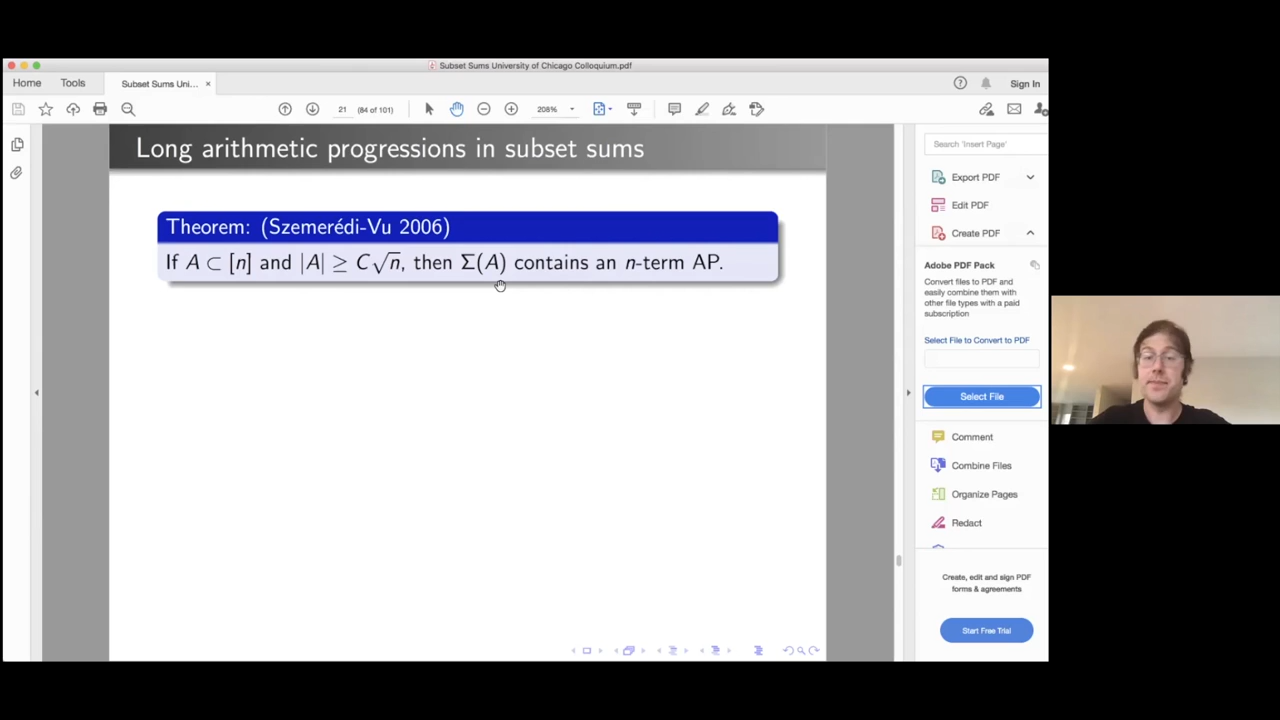 Subset Sums University of Chicago Colloquium.pdf
Home
Tools
Subset Sums Uni... ×
Sign In
21 (84 of 101)
208%
Long arithmetic progressions in subset sums
Theorem: (Szemerédi-Vu 2006)
If A ⊂ [n] and |A| ≥ C√n, then Σ(A) contains an n-term AP.
Search 'Insert Page'
Export PDF
Edit PDF
Create PDF
Adobe PDF Pack
Convert files to PDF and
easily combine them with
other file types with a paid
subscription
Select File to Convert to PDF
Select File
Comment
Combine Files
Organize Pages
Redact
Create, edit and sign PDF
forms & agreements
Start Free Trial